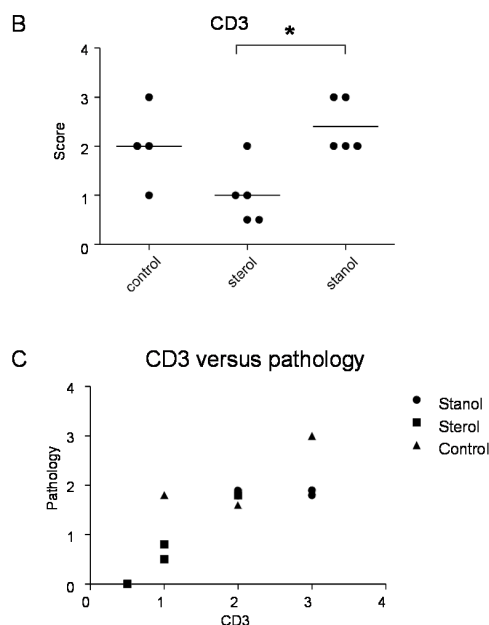 B
CD3
*
4
3
2
1
0
Score
control
sterol
stanol
C
CD3 versus pathology
4
3
2
1
0
Pathology
0 1 2 3 4
CD3
Stanol
Sterol
Control